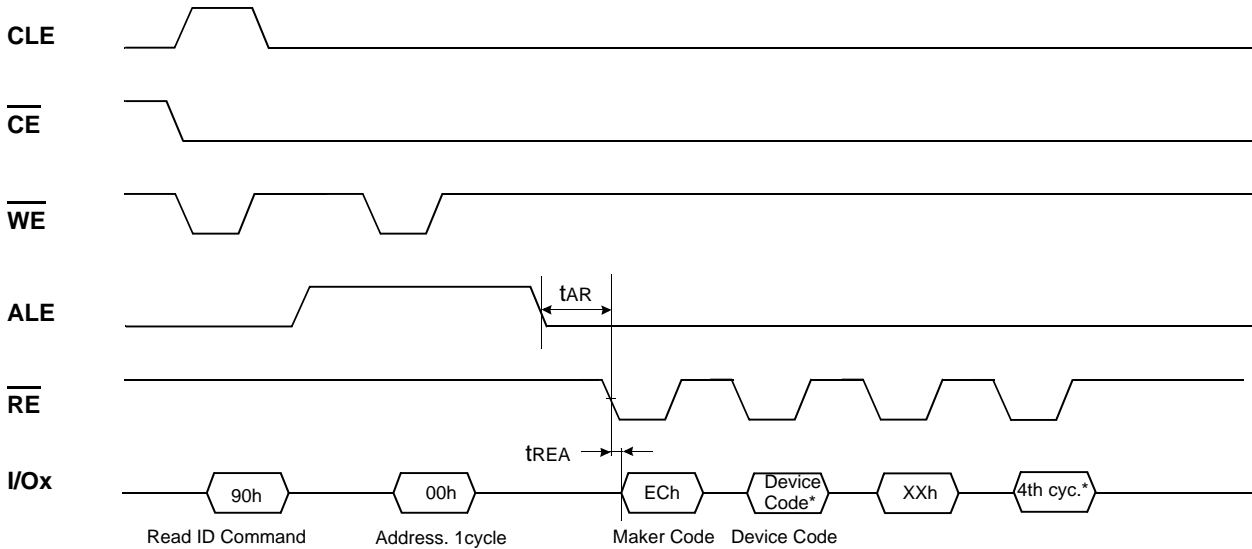 CLE
CE
WE
ALE
tAR
RE
tREA
I/Ox
90h
00h
ECh
Device
Code*
XXh
4th cyc.*
Read ID Command
Address. 1cycle
Maker Code
Device Code